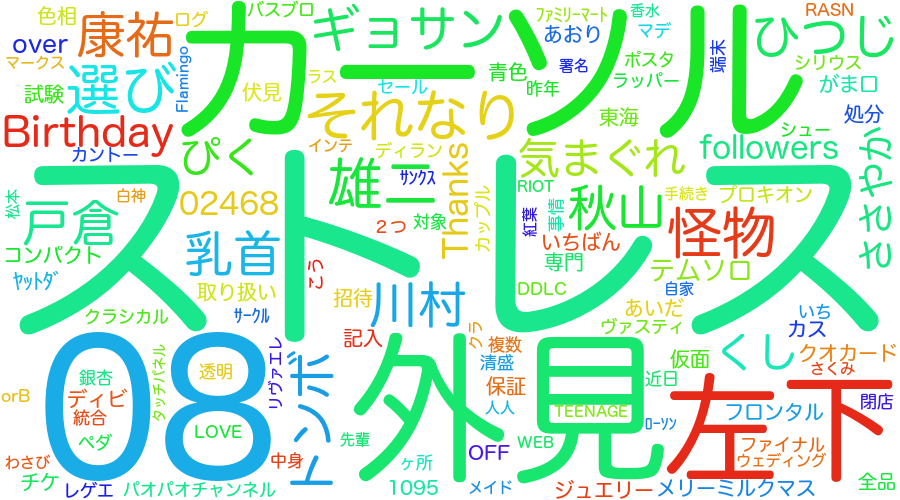 色相
ログ
バスブロ
カーソル
ギョサン
ファミリーマート
香水
RASN
over
康祐
あおり
マデ
ひつじ
マークス
選び
Flamingo
伏見
ラス
セール
青色
署名
ポスタ
ラッパー
端末
シリウス
がま口
試験
それなり
昨年
東海
処分
Birthday
カントー
ぴく
インテ
ディラン
Thanks
気まぐれ
followers
シュー
ささやか
ストレス
雄二
サンクス
RIOT
手続き
プロキオン
松本
白神
02468
2つ
対象
カップル
紅葉
事情
秋山
怪物
戸倉
コンパクト
乳首
いちばん
専門
テムソロ
ヤットダ
取り扱い
こう
招待
川村
DDLC
自家
あいだ
いち
クラシカル
サークル
記入
クラ
複数
ヴァスティ
カス
08
タッチパネル
リヴァエレ
トンボ
外見
清盛
仮面
くし
クオカード
さくみ
銀杏
透明
保証
近日
左下
orB
ディビ
統合
人人
TEENAGE
フロンタル
閉店
ペダ
LOVE
先輩
WEB
ローソン
ファイナル
わさび
中身
ヶ所
OFF
ウェディング
チケ
レゲエ
パオパオチャンネル
1095
メイド
ジュエリー
メリーミルクマス
全品